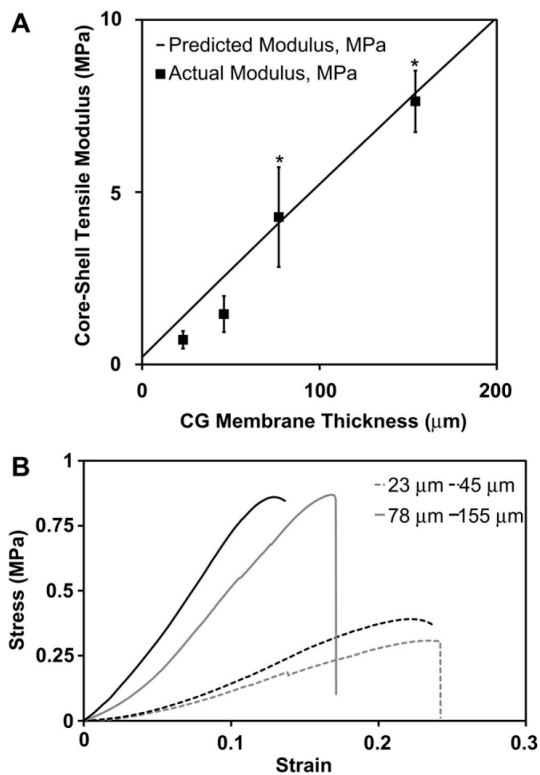 A
Core-Shell Tensile Modulus (MPa)
10
5
0
Predicted Modulus, MPa
Actual Modulus, MPa
*
*
0 100 200
CG Membrane Thickness (μm)
B
Stress (MPa)
1
0.75
0.5
0.25
0
23 μm 45 μm
78 μm 155 μm
0 0.1 0.2 0.3
Strain